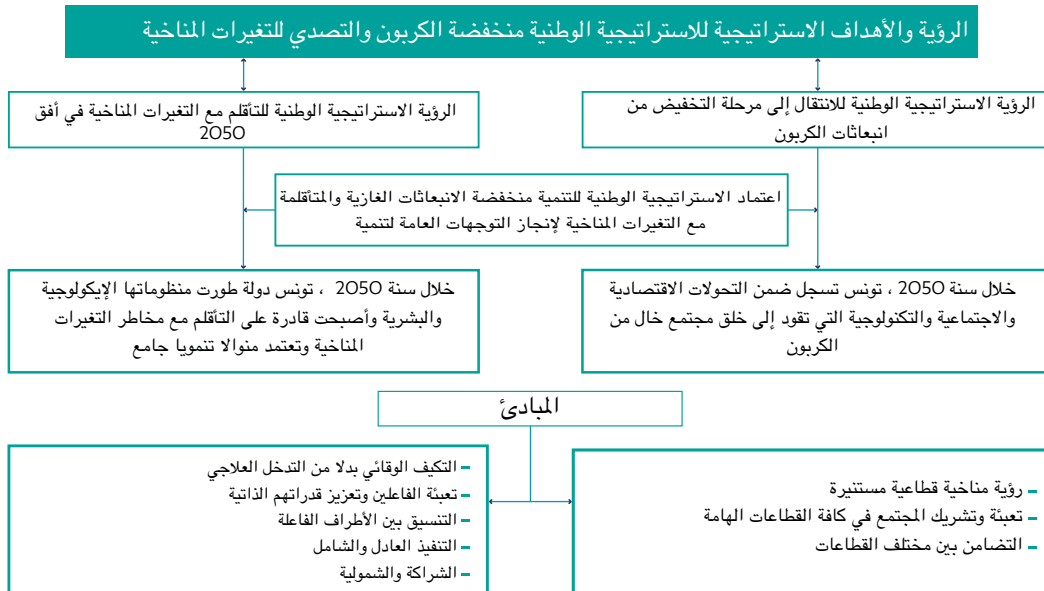 الرؤية والأهداف الاستراتيجية للاستراتيجية الوطنية منخفضة الكربون والتصدي للتغيرات المناخية
الرؤية الاستراتيجية الوطنية للانتقال إلى مرحلة التخفيض من
انبعاثات الكربون
الرؤية الاستراتيجية الوطنية للتأقلم مع التغيرات المناخية في أفق
2050
اعتماد الاستراتيجية الوطنية للتنمية منخفضة الانبعاثات الغازية والمتأقلمة
مع التغيرات المناخية لإنجاز التوجهات العامة لتنمية
خلال سنة 2050 ، تونس تسجل ضمن التحولات الاقتصادية
والاجتماعية والتكنولوجية التي تقود إلى خلق مجتمع خال من
الكربون
خلال سنة 2050 ، تونس دولة طورت منظوماتها الإيكولوجية
والبشرية وأصبحت قادرة على التأقلم مع مخاطر التغيرات
المناخية وتعتمد منوالا تنمويا جامع
المبادئ
– رؤية مناخية قطاعية مستنيرة
– تعبئة وتشريك المجتمع في كافة القطاعات الهامة
– التضامن بين مختلف القطاعات
– التكيف الوقائي بدلا من التدخل العلاجي
– تعبئة الفاعلين وتعزيز قدراتهم الذاتية
– التنسيق بين الأطراف الفاعلة
– التنفيذ العادل والشامل
– الشراكة والشمولية